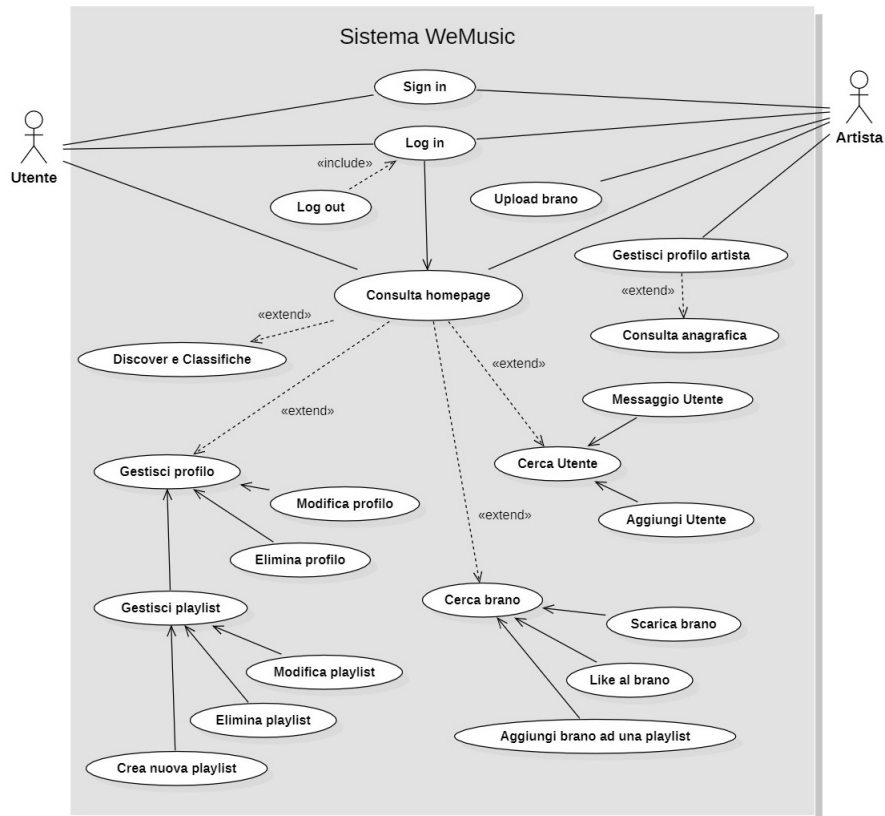 Sistema WeMusic
Sign in
Log in
Utente
Artista
«include»
Log out
Upload brano
Gestisci profilo artista
«extend»
Consulta homepage
Consulta anagrafica
«extend»
Discover e Classifiche
«extend»
Messaggio Utente
«extend»
Cerca Utente
Gestisci profilo
Modifica profilo
«extend»
Aggiungi Utente
Elimina profilo
Cerca brano
Gestisci playlist
Scarica brano
Modifica playlist
Like al brano
Elimina playlist
Aggiungi brano ad una playlist
Crea nuova playlist